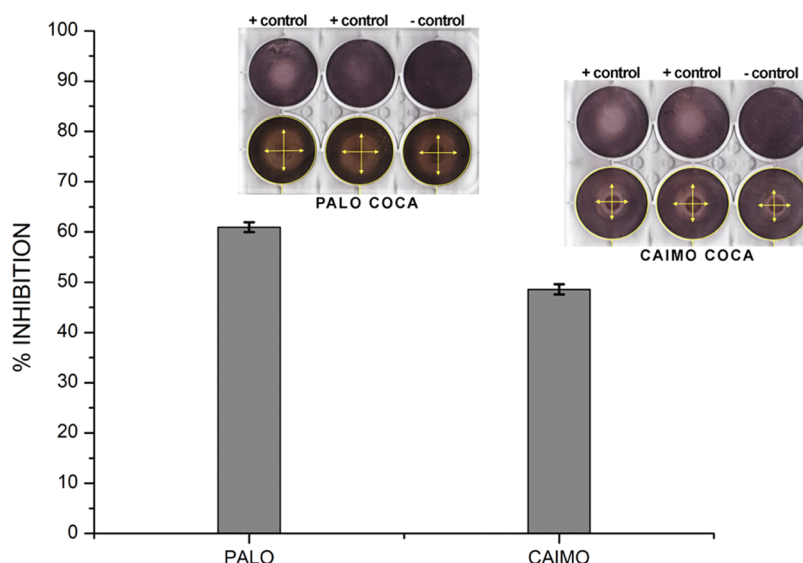 + control + control - control
PALO COCA
+ control + control - control
CAIMO COCA
% INHIBITION
100
90
80
70
60
50
40
30
20
10
0
PALO CAIMO